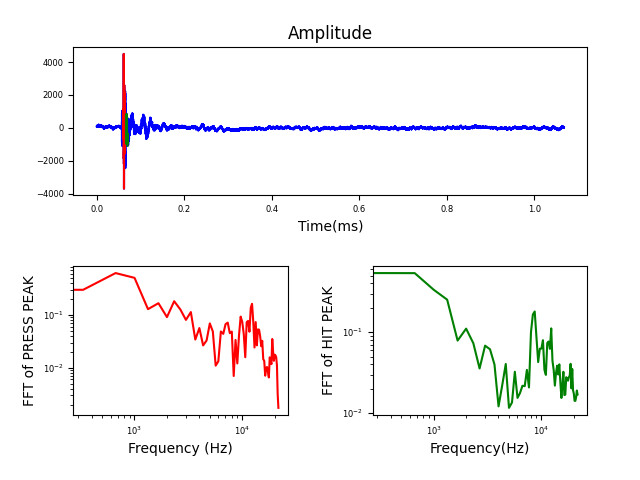 Amplitude
4000
2000
0
−2000
−4000
0.0 0.2 0.4 0.6 0.8 1.0
Time(ms)
FFT of PRESS PEAK
10⁻¹
10⁻²
10³ 10⁴
Frequency (Hz)
FFT of HIT PEAK
10⁻¹
10⁻²
10³ 10⁴
Frequency(Hz)